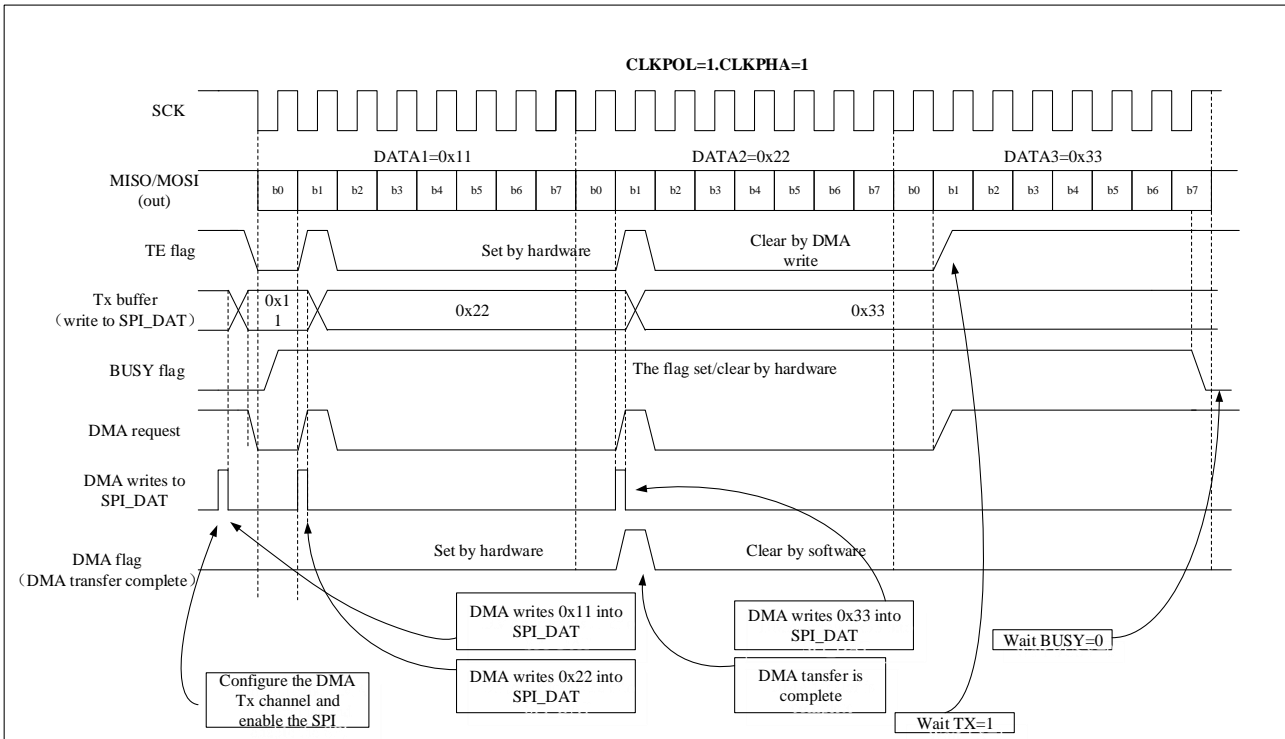 CLKPOL=1.CLKPHA=1
SCK
DATA1=0x11
DATA2=0x22
DATA3=0x33
MISO/MOSI
(out)
b0 b1 b2 b3 b4 b5 b6 b7 b0 b1 b2 b3 b4 b5 b6 b7 b0 b1 b2 b3 b4 b5 b6 b7
TE flag
Set by hardware
Clear by DMA
write
Tx buffer
（write to SPI_DAT）
0x1
1
0x22
0x33
BUSY flag
The flag set/clear by hardware
DMA request
DMA writes to
SPI_DAT
DMA flag
（DMA transfer complete）
Set by hardware
Clear by software
DMA writes 0x11 into
SPI_DAT
DMA writes 0x33 into
SPI_DAT
Wait BUSY=0
Configure the DMA
Tx channel and
enable the SPI
DMA writes 0x22 into
SPI_DAT
DMA tansfer is
complete
Wait TX=1